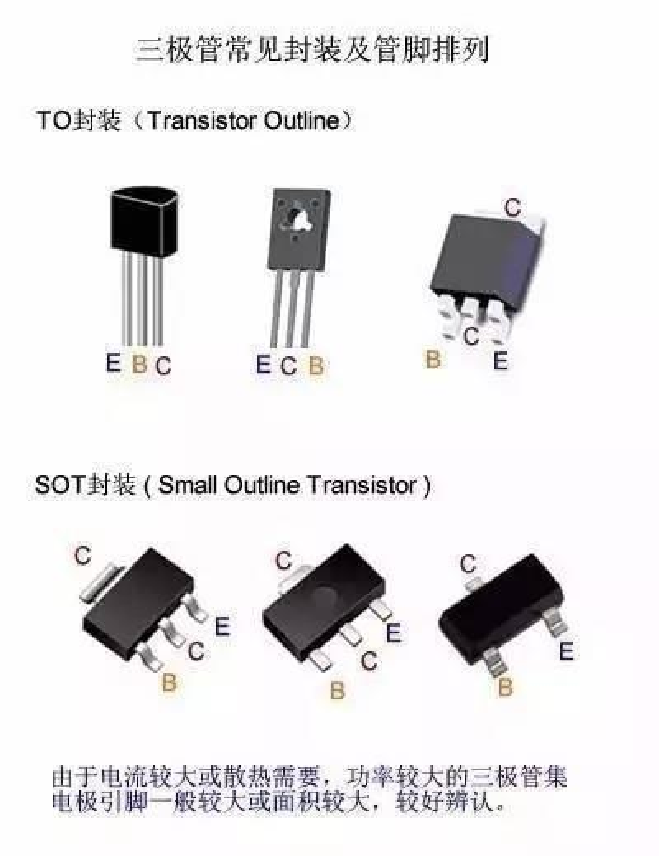 三极管常见封装及管脚排列
TO封装（Transistor Outline）
C
E B C
E C B
B C E
SOT封装 ( Small Outline Transistor )
C E C B
C E C B
C E B
由于电流较大或散热需要，功率较大的三极管集
电极引脚一般较大或面积较大，较好辨认。